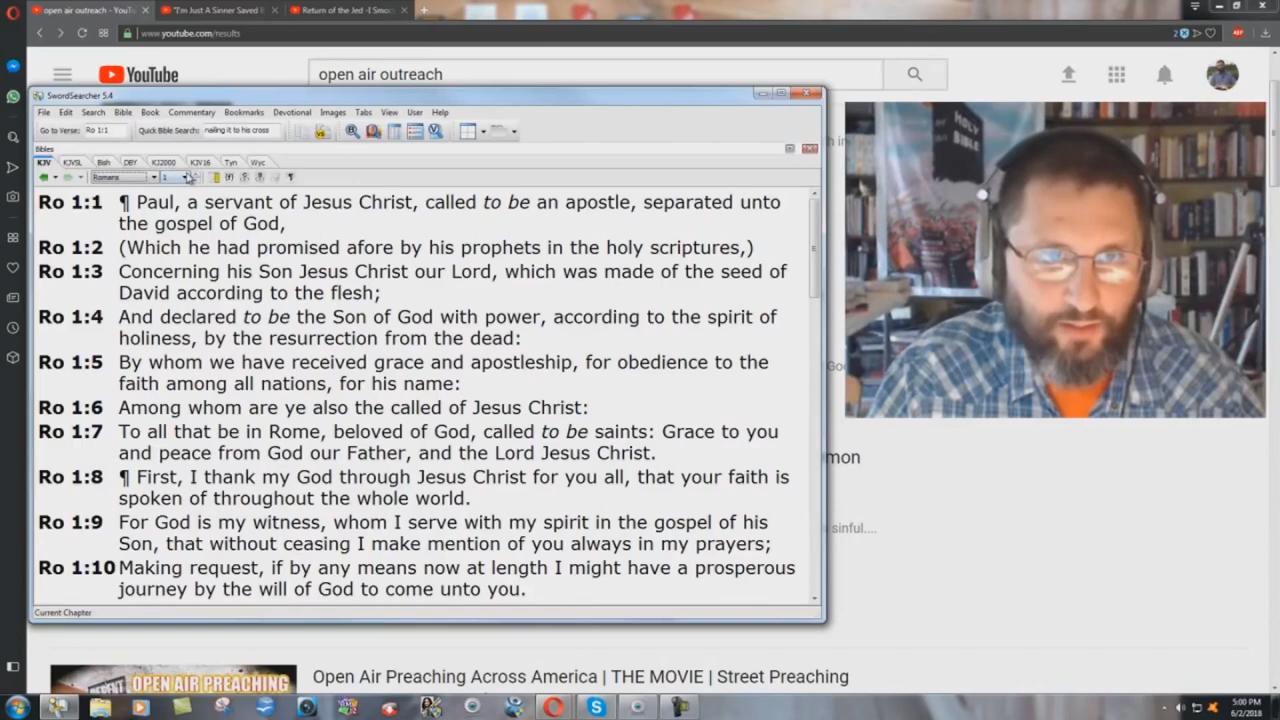 open air outreach - YouTu
"I'm Just A Sinner Saved B
Return of the Jed -I Smoc
www.youtube.com/results
2
ABP
YouTube
open air outreach
SwordSearcher 5.4
File Edit Search Bible Book Commentary Bookmarks Devotional Images Tabs View User Help
Go to Verse: Ro 1:1 Quick Bible Search: nailing it to his cross
Bibles
KJV KJVSL Bish DBY KJ2000 KJV16 Tyn Wyc
Romans 1
Ro 1:1 ¶ Paul, a servant of Jesus Christ, called to be an apostle, separated unto
the gospel of God,
Ro 1:2 (Which he had promised afore by his prophets in the holy scriptures,)
Ro 1:3 Concerning his Son Jesus Christ our Lord, which was made of the seed of
David according to the flesh;
Ro 1:4 And declared to be the Son of God with power, according to the spirit of
holiness, by the resurrection from the dead:
Ro 1:5 By whom we have received grace and apostleship, for obedience to the
faith among all nations, for his name:
Ro 1:6 Among whom are ye also the called of Jesus Christ:
Ro 1:7 To all that be in Rome, beloved of God, called to be saints: Grace to you
and peace from God our Father, and the Lord Jesus Christ.
Ro 1:8 ¶ First, I thank my God through Jesus Christ for you all, that your faith is
spoken of throughout the whole world.
Ro 1:9 For God is my witness, whom I serve with my spirit in the gospel of his
Son, that without ceasing I make mention of you always in my prayers;
Ro 1:10 Making request, if by any means now at length I might have a prosperous
journey by the will of God to come unto you.
Current Chapter
HOLY BIBLE
mon
sinful....
OPEN AIR PREACHING
Open Air Preaching Across America | THE MOVIE | Street Preaching
5:00 PM
6/2/2018